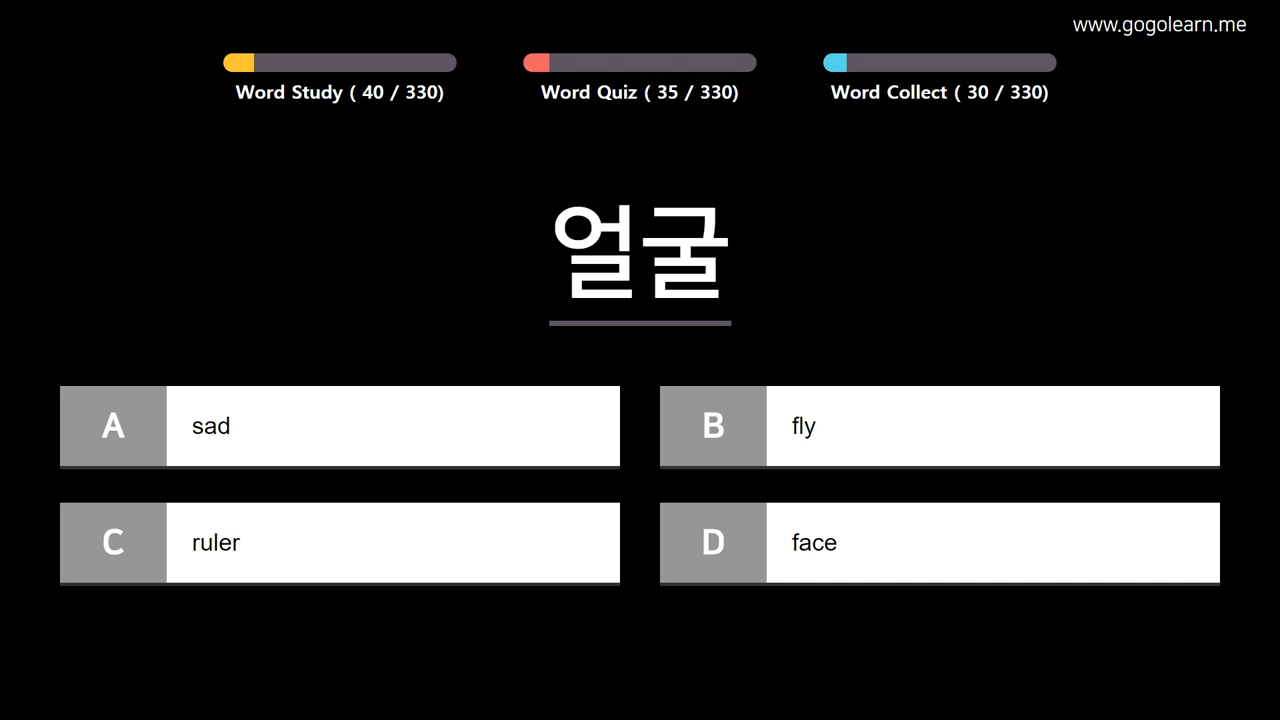 www.gogolearn.me
Word Study ( 40 / 330)
Word Quiz ( 35 / 330)
Word Collect ( 30 / 330)
얼굴
A sad
B fly
C ruler
D face